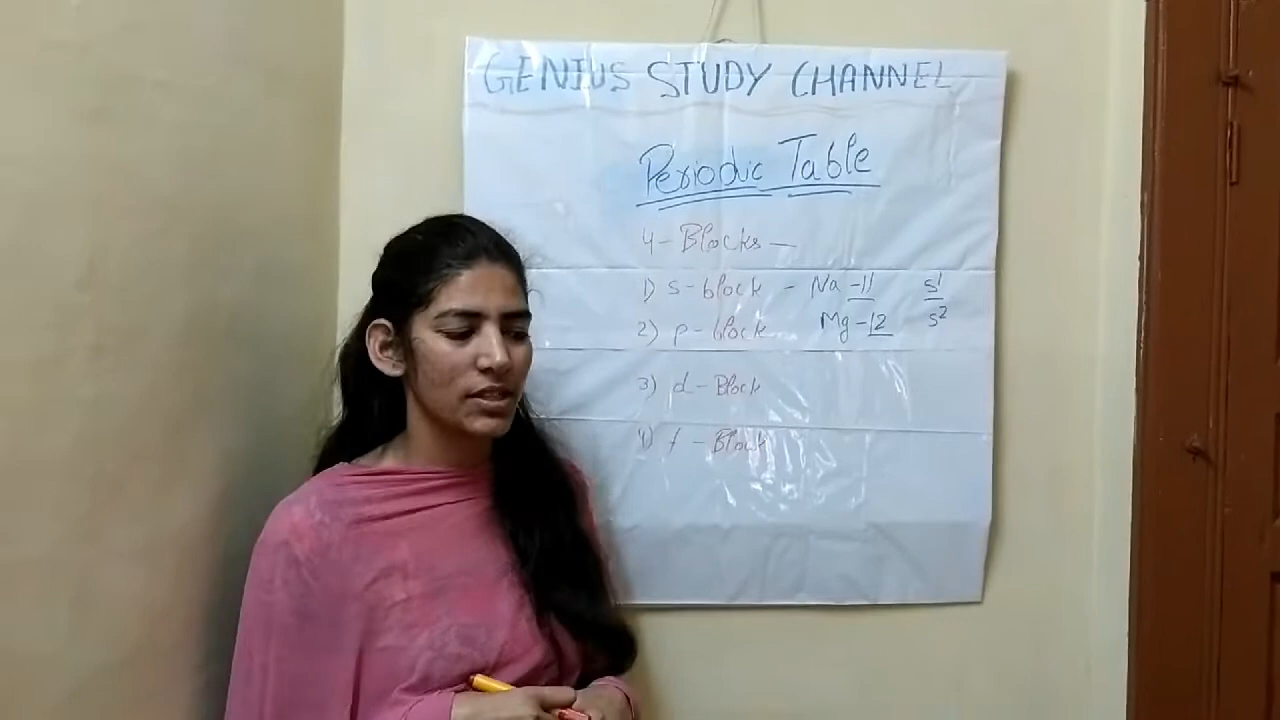 GENIUS STUDY CHANNEL
Periodic Table
4 - Blocks —
1) s - block - Na - 11 s¹
2) p - block Mg - 12 s²
3) d - Block
4) f - Block